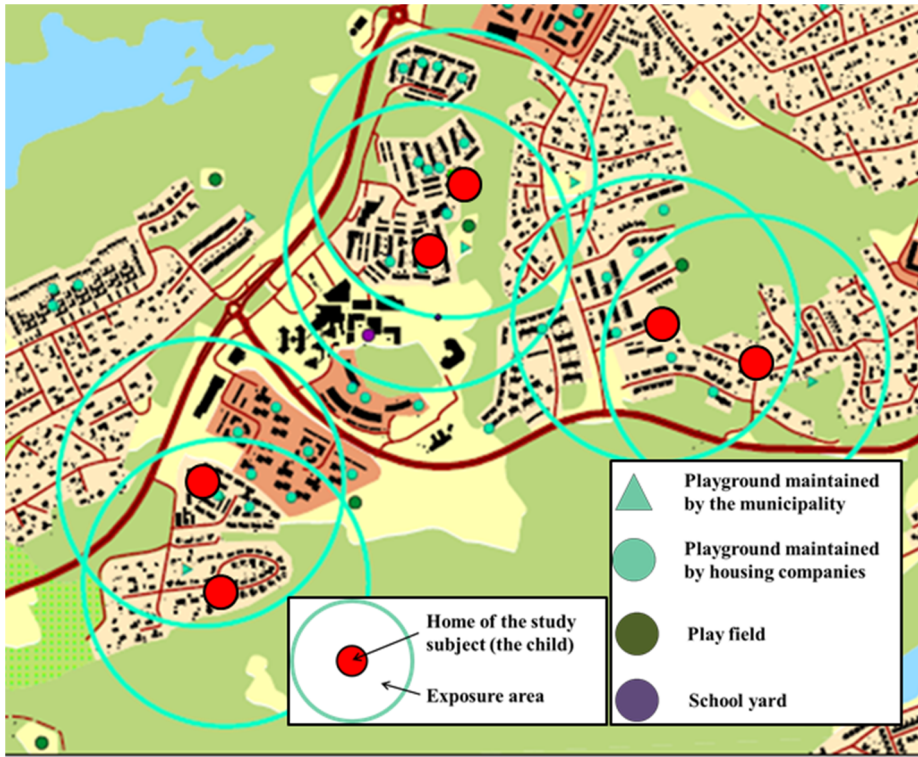 Playground maintained
by the municipality
Playground maintained
by housing companies
Play field
School yard
Home of the study
subject (the child)
Exposure area